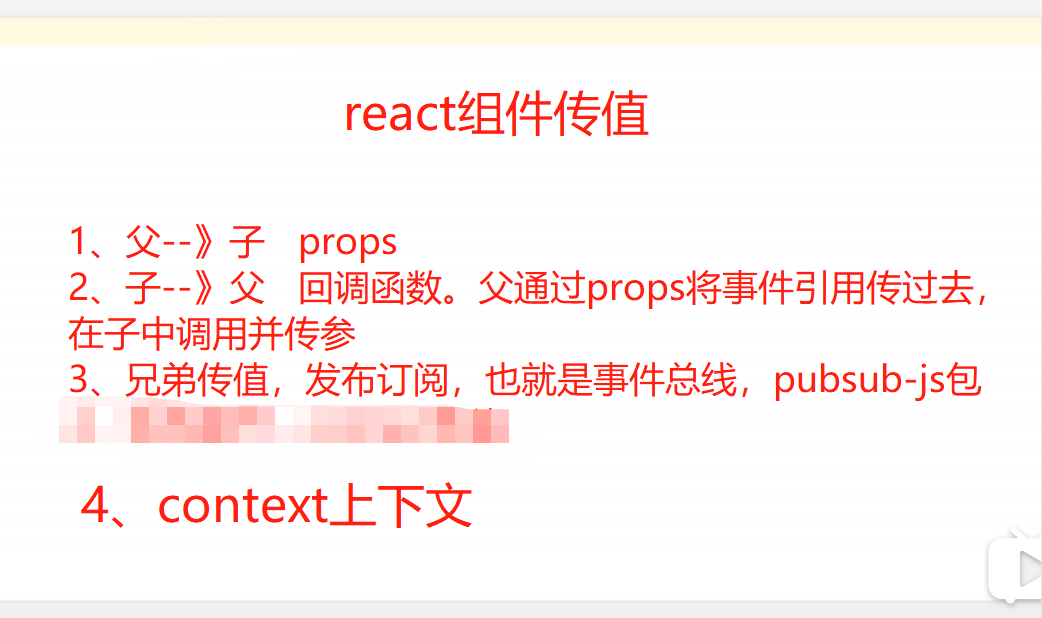 react组件传值
1、父--》子 props
2、子--》父 回调函数。父通过props将事件引用传过去，
在子中调用并传参
3、兄弟传值，发布订阅，也就是事件总线，pubsub-js包
4、context上下文